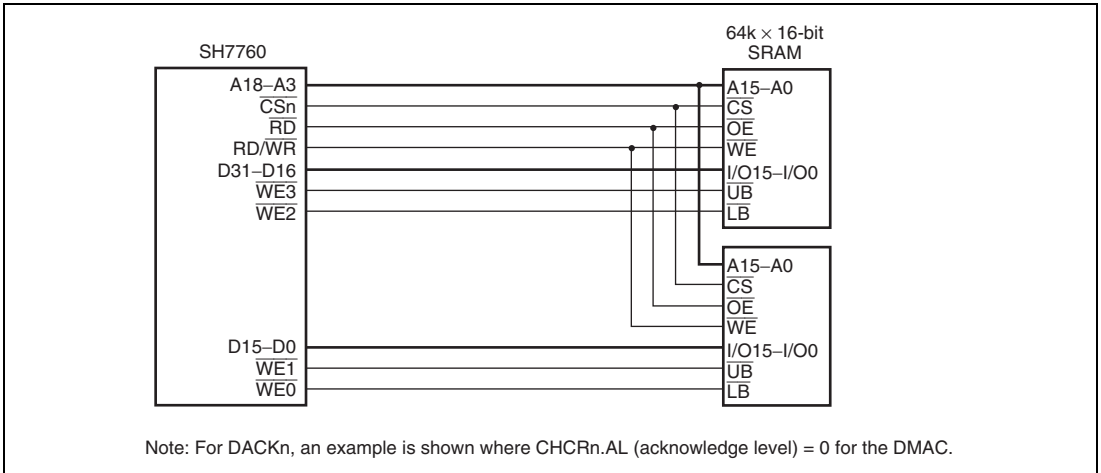 64k × 16-bit
SRAM
SH7760
A18–A3
CSn
RD
RD/WR
D31–D16
WE3
WE2
D15–D0
WE1
WE0
A15–A0
CS
OE
WE
I/O15–I/O0
UB
LB
A15–A0
CS
OE
WE
I/O15–I/O0
UB
LB
Note: For DACKn, an example is shown where CHCRn.AL (acknowledge level) = 0 for the DMAC.